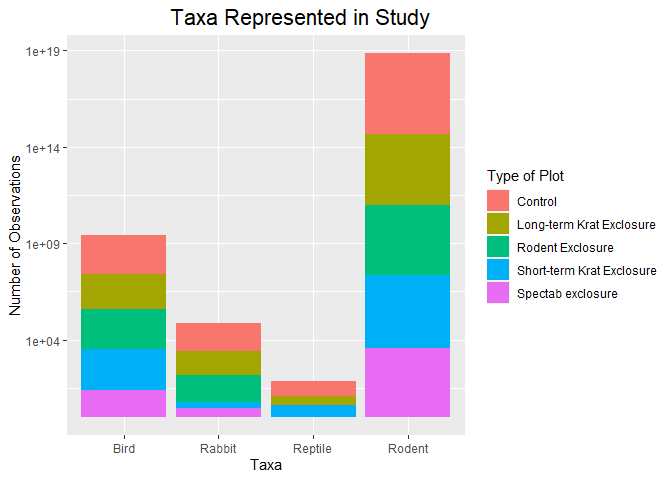 Taxa Represented in Study
Number of Observations
1e+19
1e+14
1e+09
1e+04
Bird
Rabbit
Reptile
Rodent
Taxa
Type of Plot
Control
Long-term Krat Exclosure
Rodent Exclosure
Short-term Krat Exclosure
Spectab exclosure